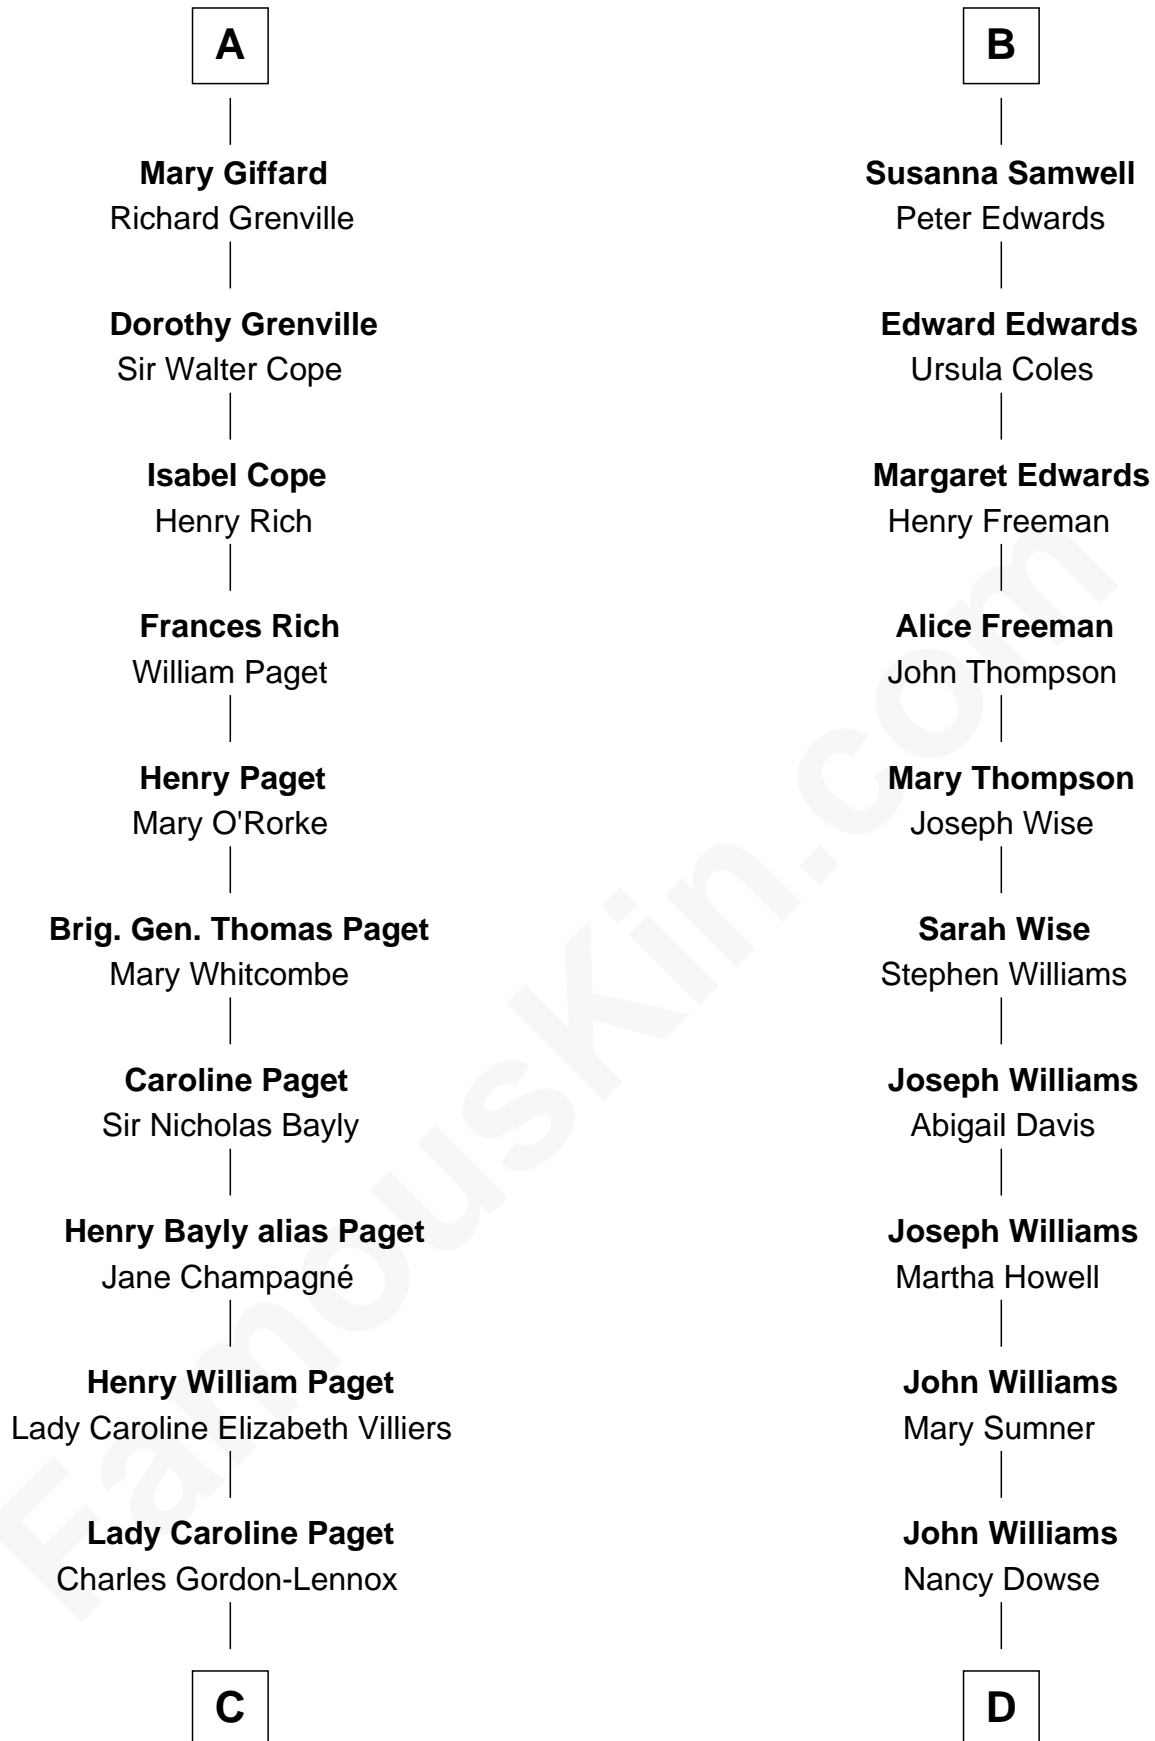 A
Mary Giffard
Richard Grenville
Dorothy Grenville
Sir Walter Cope
Isabel Cope
Henry Rich
Frances Rich
William Paget
Henry Paget
Mary O'Rorke
Brig. Gen. Thomas Paget
Mary Whitcombe
Caroline Paget
Sir Nicholas Bayly
Henry Bayly alias Paget
Jane Champagné
Henry William Paget
Lady Caroline Elizabeth Villiers
Lady Caroline Paget
Charles Gordon-Lennox
C
B
Susanna Samwell
Peter Edwards
Edward Edwards
Ursula Coles
Margaret Edwards
Henry Freeman
Alice Freeman
John Thompson
Mary Thompson
Joseph Wise
Sarah Wise
Stephen Williams
Joseph Williams
Abigail Davis
Joseph Williams
Martha Howell
John Williams
Mary Sumner
John Williams
Nancy Dowse
D
FamousKin.com